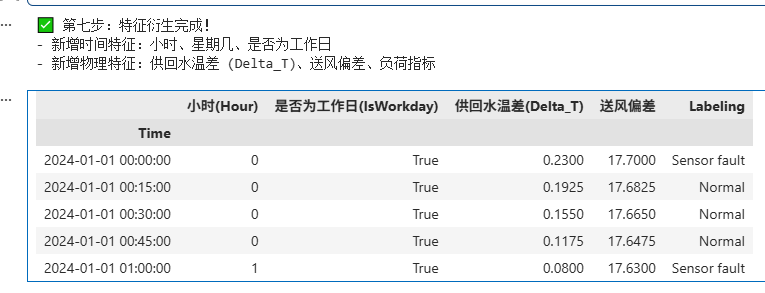 ✅ 第七步：特征衍生完成！
- 新增时间特征：小时、星期几、是否为工作日
- 新增物理特征：供回水温差 (Delta_T)、送风偏差、负荷指标
小时(Hour) 是否为工作日(IsWorkday) 供回水温差(Delta_T) 送风偏差 Labeling
Time
2024-01-01 00:00:00 0 True 0.2300 17.7000 Sensor fault
2024-01-01 00:15:00 0 True 0.1925 17.6825 Normal
2024-01-01 00:30:00 0 True 0.1550 17.6650 Normal
2024-01-01 00:45:00 0 True 0.1175 17.6475 Normal
2024-01-01 01:00:00 1 True 0.0800 17.6300 Sensor fault